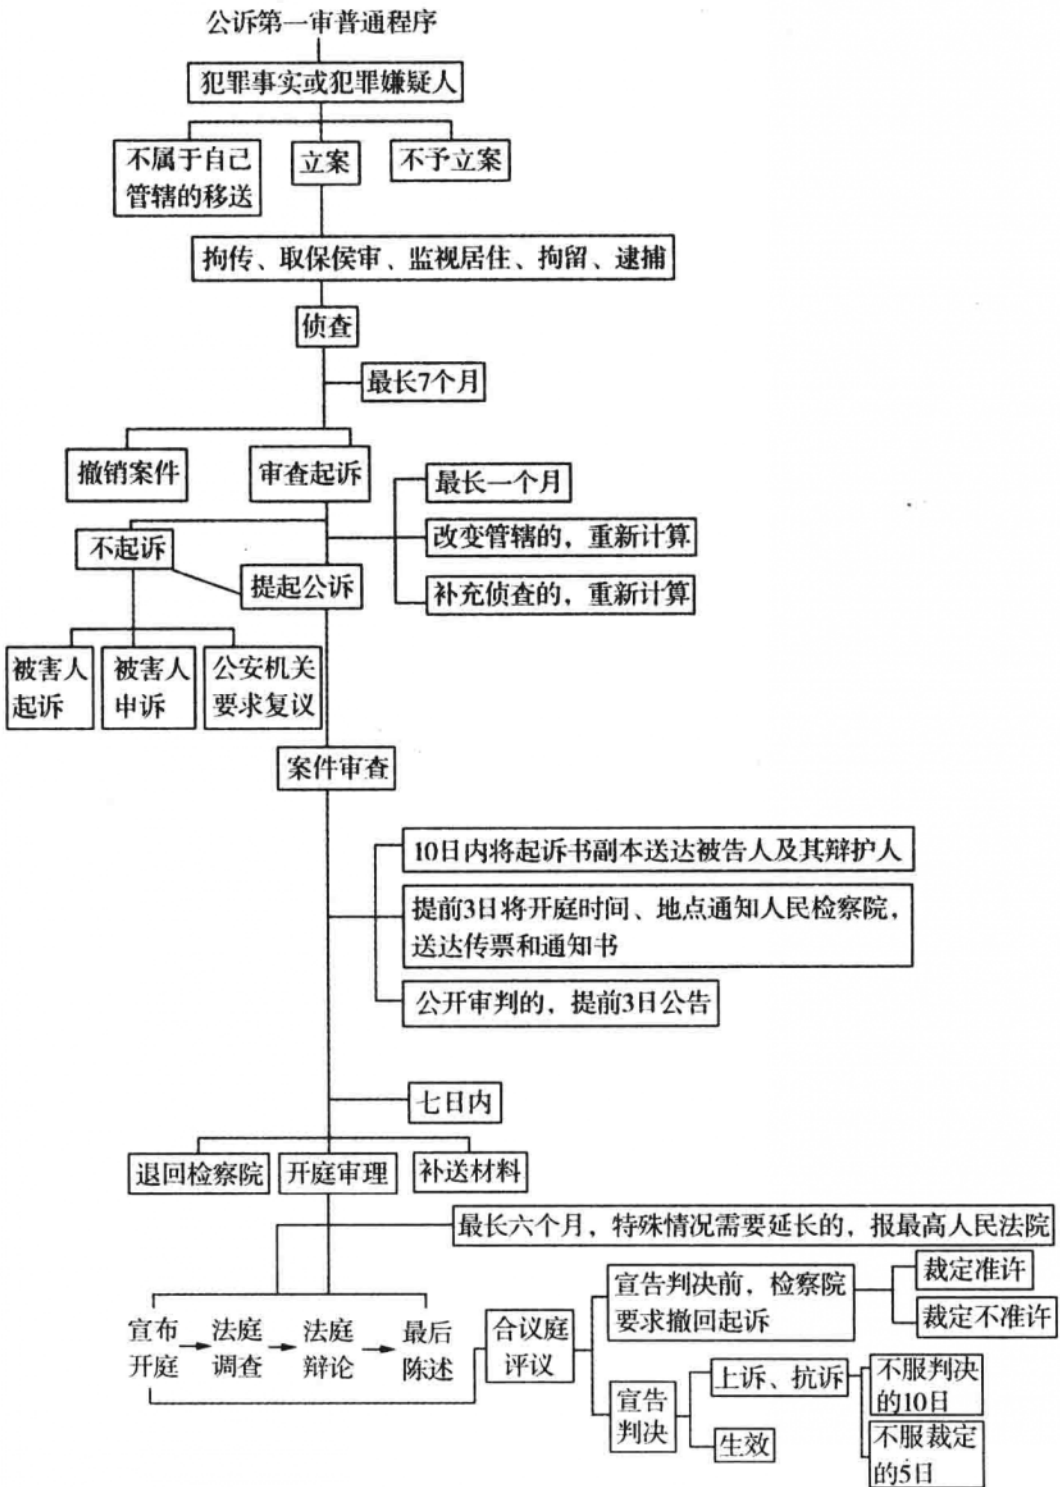 公诉第一审普通程序
犯罪事实或犯罪嫌疑人
不属于自己
管辖的移送
立案
不予立案
拘传、取保侯审、监视居住、拘留、逮捕
侦查
最长7个月
撤销案件
审查起诉
最长一个月
改变管辖的，重新计算
补充侦查的，重新计算
不起诉
提起公诉
被害人
起诉
被害人
申诉
公安机关
要求复议
案件审查
10日内将起诉书副本送达被告人及其辩护人
提前3日将开庭时间、地点通知人民检察院，
送达传票和通知书
公开审判的，提前3日公告
七日内
退回检察院
开庭审理
补送材料
最长六个月，特殊情况需要延长的，报最高人民法院
宣布
开庭
法庭
调查
法庭
辩论
最后
陈述
合议庭
评议
宣告判决前，检察院
要求撤回起诉
裁定准许
裁定不准许
宣告
判决
上诉、抗诉
生效
不服判决
的10日
不服裁定
的5日